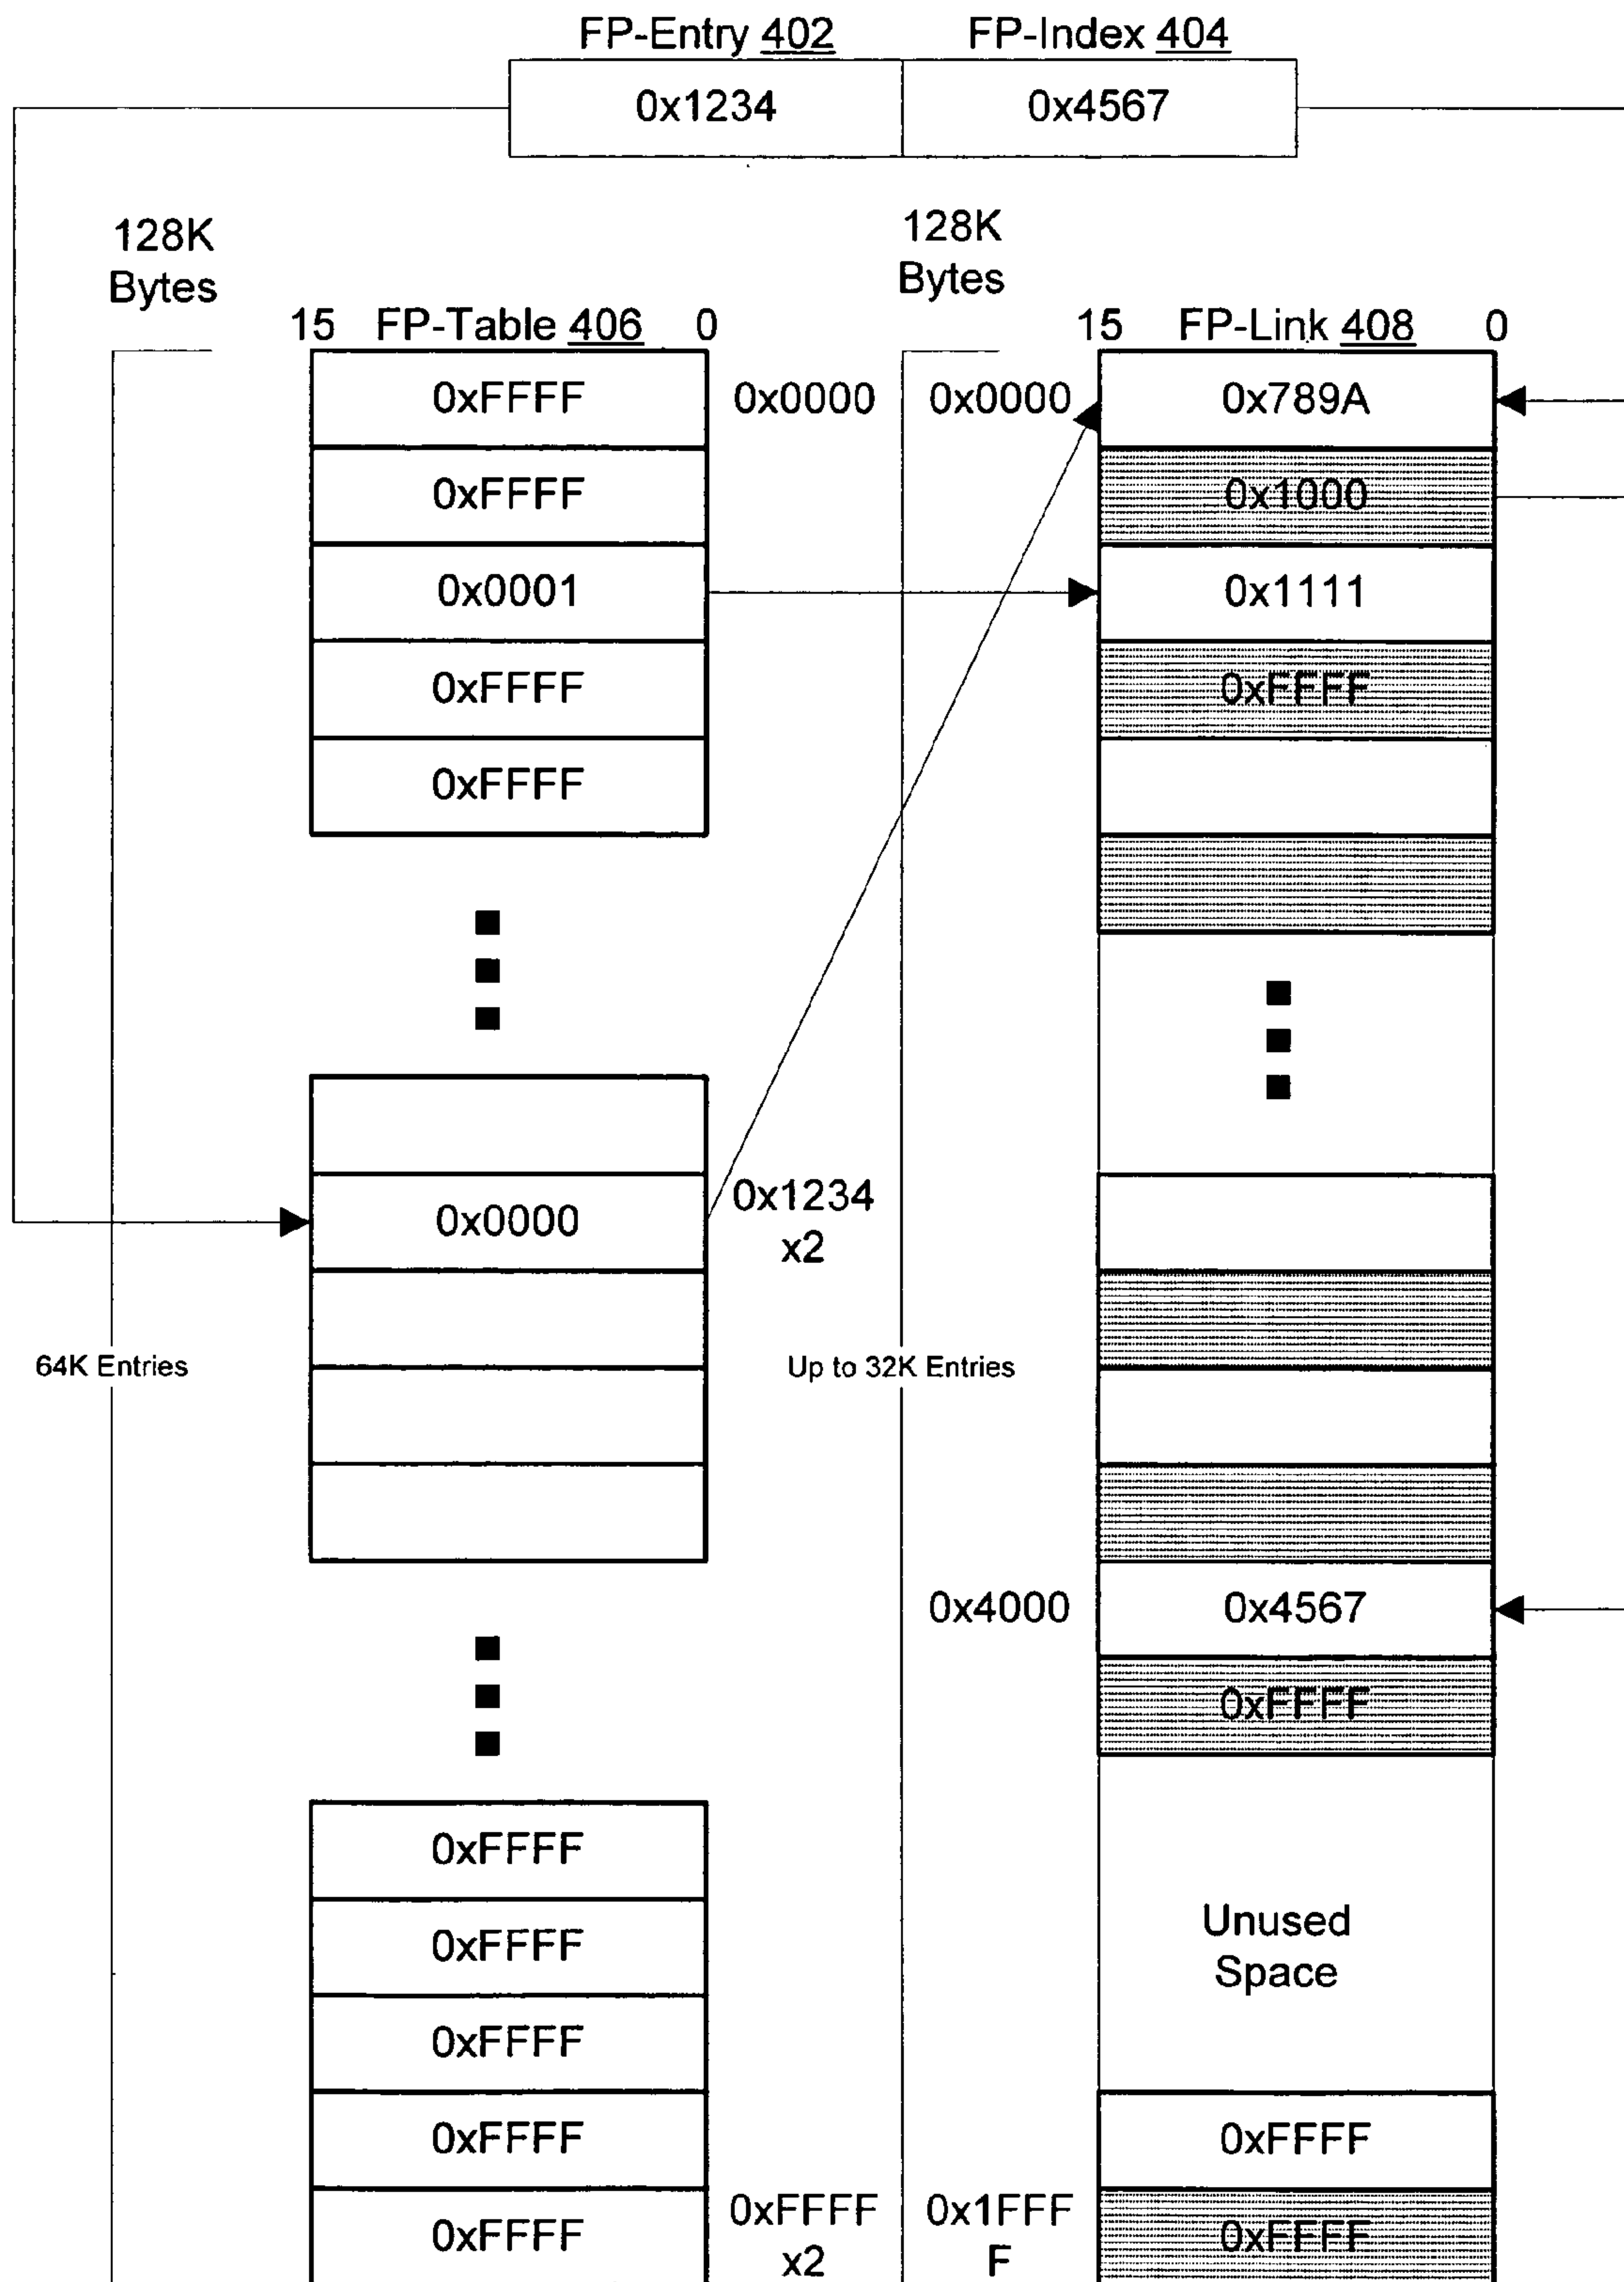 FP-Entry 402 FP-Index 404
0x1234 0x4567
128K
Bytes
128K
Bytes
15 FP-Table 406 0 15 FP-Link 408 0
0xFFFF 0x0000 0x0000 0x789A
0xFFFF 0x1000
0x0001 0x1111
0xFFFF 0xFFFF
0xFFFF
0x0000 0x1234
x2
64K Entries Up to 32K Entries
0x4000 0x4567
0xFFFF
0xFFFF
0xFFFF Unused
Space
0xFFFF
0xFFFF 0xFFFF
0xFFFF 0xFFFF
x2 0x1FFF
F 0xFFFF